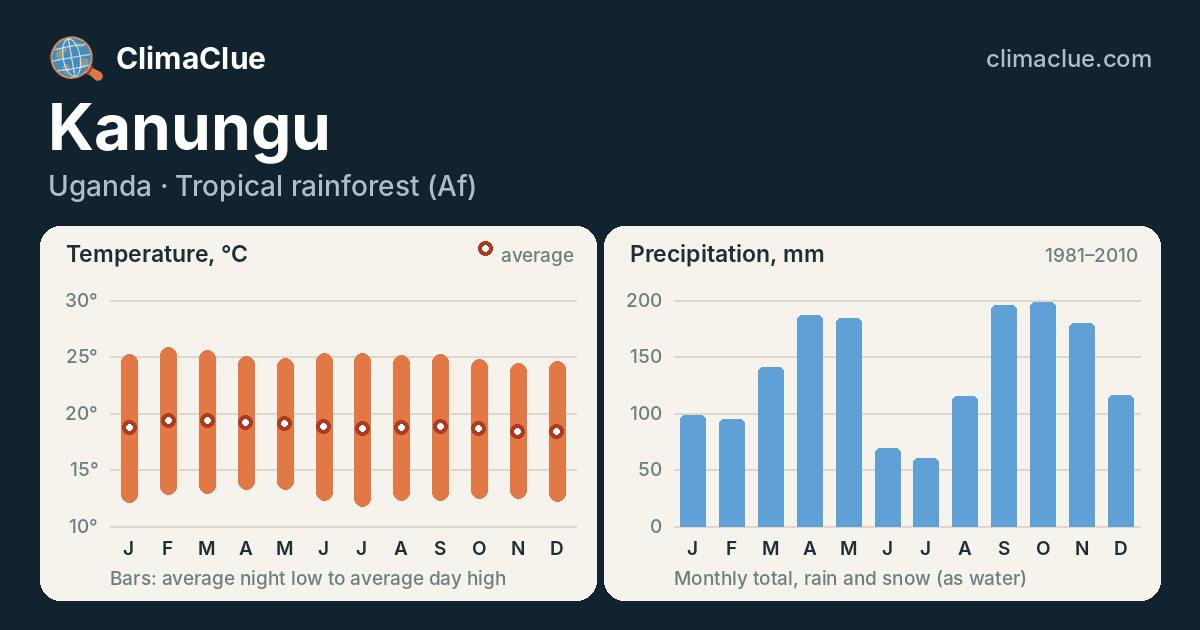 ClimaClue
climaclue.com
Kanungu
Uganda · Tropical rainforest (Af)
Temperature, °C
average
30°
25°
20°
15°
10°
J F M A M J J A S O N D
Bars: average night low to average day high
Precipitation, mm
1981–2010
200
150
100
50
0
J F M A M J J A S O N D
Monthly total, rain and snow (as water)